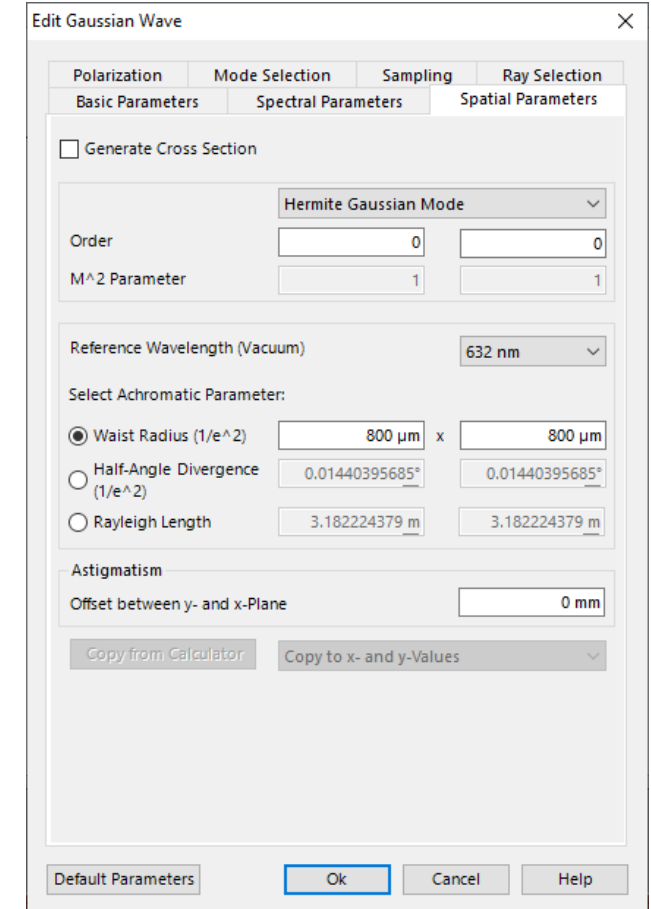 Edit Gaussian Wave
Polarization Mode Selection Sampling Ray Selection
Basic Parameters Spectral Parameters Spatial Parameters
Generate Cross Section
Hermite Gaussian Mode
Order 0 0
M^2 Parameter 1 1
Reference Wavelength (Vacuum) 632 nm
Select Achromatic Parameter:
Waist Radius (1/e^2) 800 µm x 800 µm
Half-Angle Divergence
(1/e^2) 0.01440395685° 0.01440395685°
Rayleigh Length 3.182224379 m 3.182224379 m
Astigmatism
Offset between y- and x-Plane 0 mm
Copy from Calculator Copy to x- and y-Values
Default Parameters Ok Cancel Help